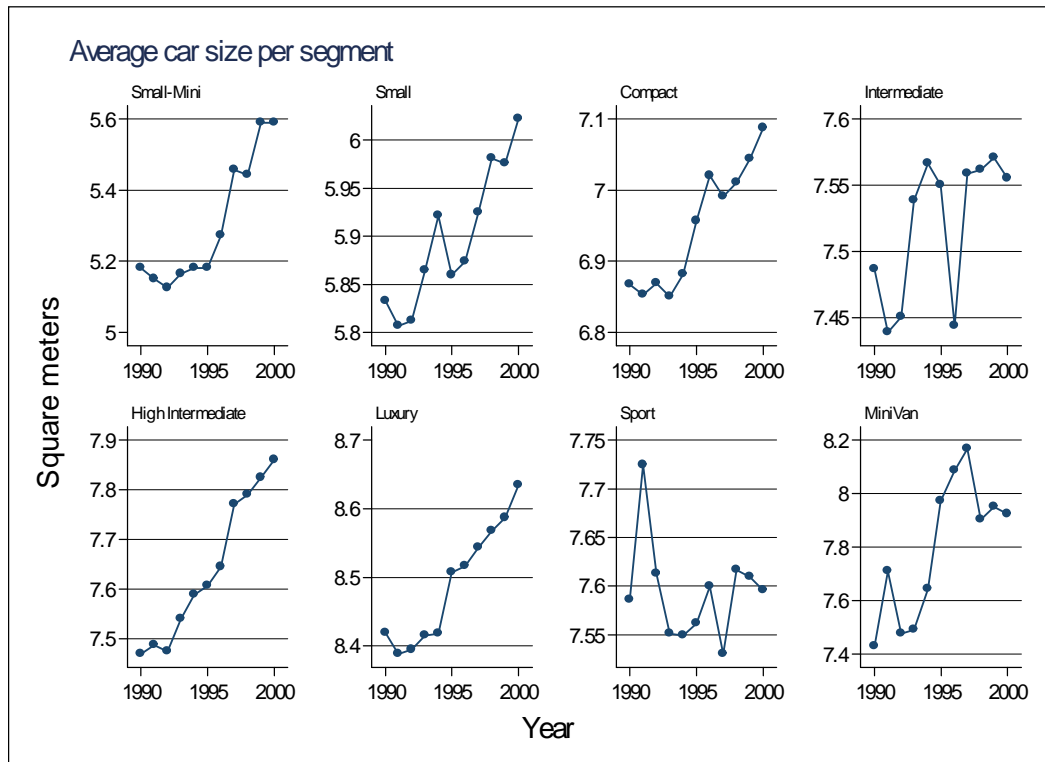 Average car size per segment
Small-Mini
5.6
5.4
5.2
5
1990 1995 2000
Small
6
5.95
5.9
5.85
5.8
1990 1995 2000
Compact
7.1
7
6.9
6.8
1990 1995 2000
Intermediate
7.6
7.55
7.5
7.45
1990 1995 2000
High Intermediate
7.9
7.8
7.7
7.6
7.5
1990 1995 2000
Luxury
8.7
8.6
8.5
8.4
1990 1995 2000
Sport
7.75
7.7
7.65
7.6
7.55
1990 1995 2000
MiniVan
8.2
8
7.8
7.6
7.4
1990 1995 2000
Square meters
Year